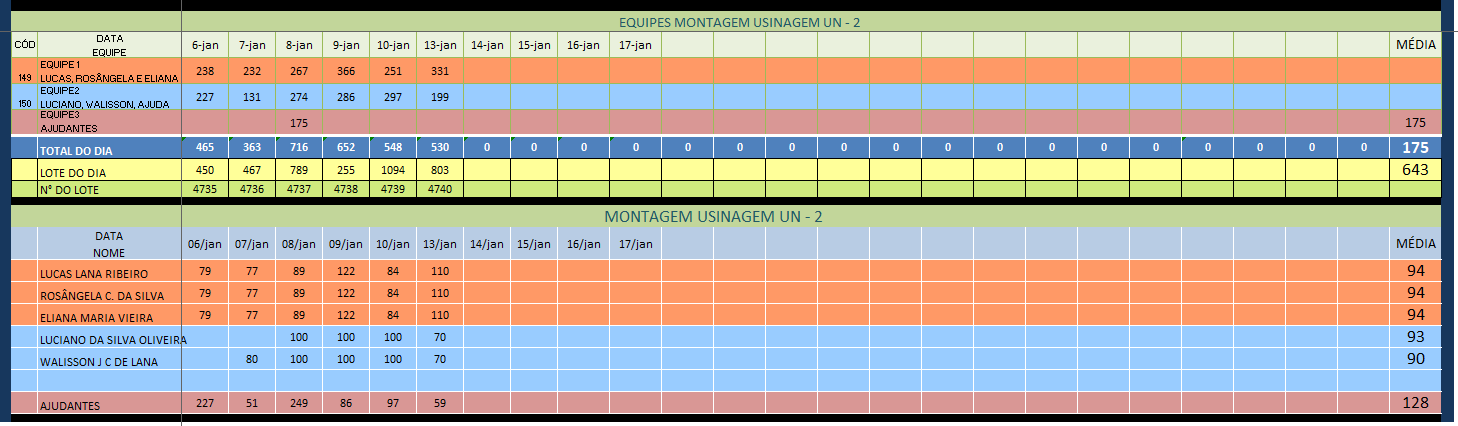 EQUIPES MONTAGEM USINAGEM UN - 2
CÓD DATA EQUIPE 6-jan 7-jan 8-jan 9-jan 10-jan 13-jan 14-jan 15-jan 16-jan 17-jan MÉDIA
EQUIPE 1
149 LUCAS, ROSÂNGELA E ELIANA 238 232 267 366 251 331
EQUIPE2
150 LUCIANO, WALISSON, AJUDA 227 131 274 286 297 199
EQUIPE3
AJUDANTES 175 175
TOTAL DO DIA 465 363 716 652 548 530 0 0 0 0 0 0 0 0 0 0 0 0 0 0 0 0 0 0 175
LOTE DO DIA 450 467 789 255 1094 803 643
N° DO LOTE 4735 4736 4737 4738 4739 4740
MONTAGEM USINAGEM UN - 2
DATA
NOME 06/jan 07/jan 08/jan 09/jan 10/jan 13/jan 14/jan 15/jan 16/jan 17/jan MÉDIA
LUCAS LANA RIBEIRO 79 77 89 122 84 110 94
ROSÂNGELA C. DA SILVA 79 77 89 122 84 110 94
ELIANA MARIA VIEIRA 79 77 89 122 84 110 94
LUCIANO DA SILVA OLIVEIRA 100 100 100 70 93
WALISSON J C DE LANA 80 100 100 100 70 90
AJUDANTES 227 51 249 86 97 59 128